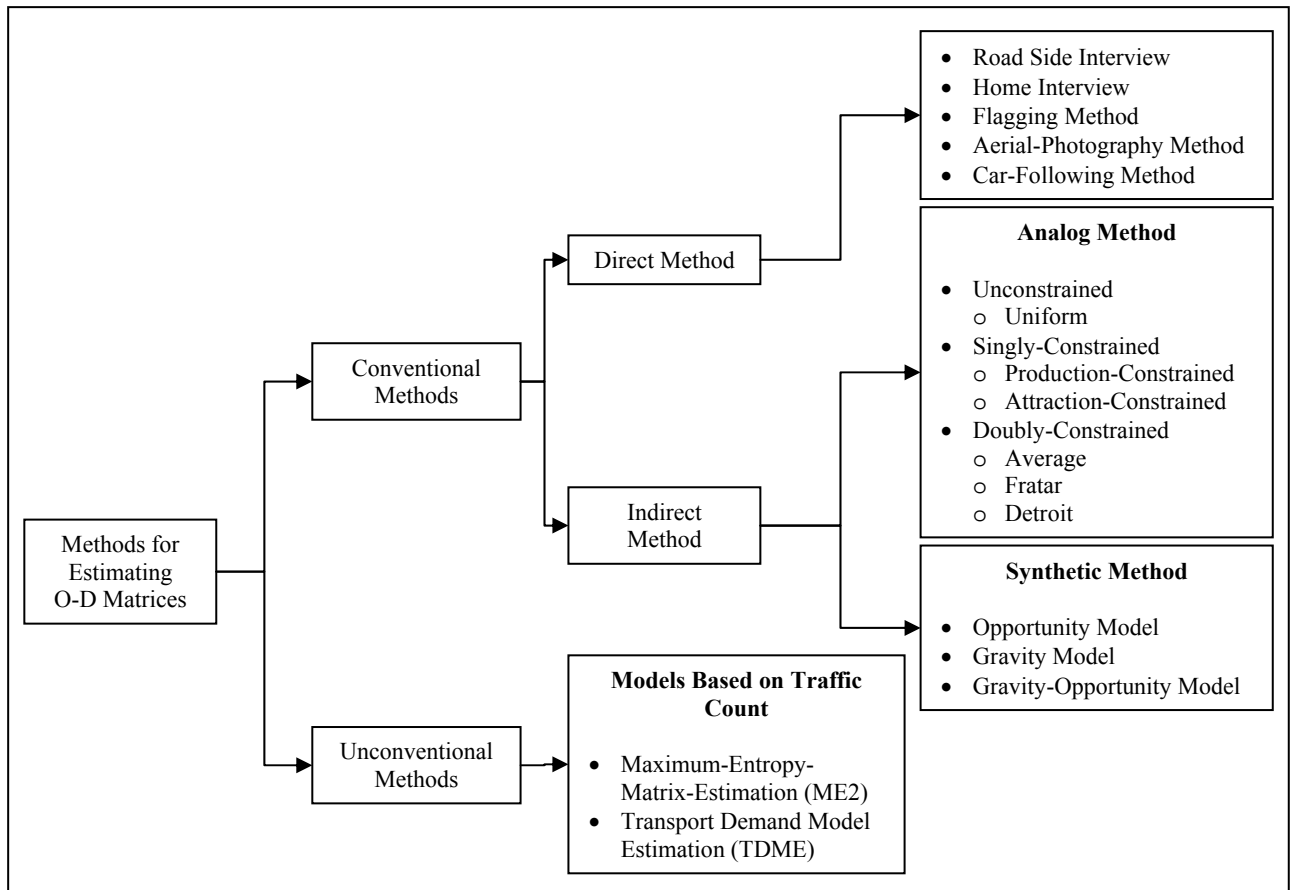 Methods for
Estimating
O-D Matrices
Conventional
Methods
Unconventional
Methods
Direct Method
Indirect
Method
Models Based on Traffic
Count
• Maximum-Entropy-
Matrix-Estimation (ME2)
• Transport Demand Model
Estimation (TDME)
• Road Side Interview
• Home Interview
• Flagging Method
• Aerial-Photography Method
• Car-Following Method
Analog Method
• Unconstrained
o Uniform
• Singly-Constrained
o Production-Constrained
o Attraction-Constrained
• Doubly-Constrained
o Average
o Fratar
o Detroit
Synthetic Method
• Opportunity Model
• Gravity Model
• Gravity-Opportunity Model